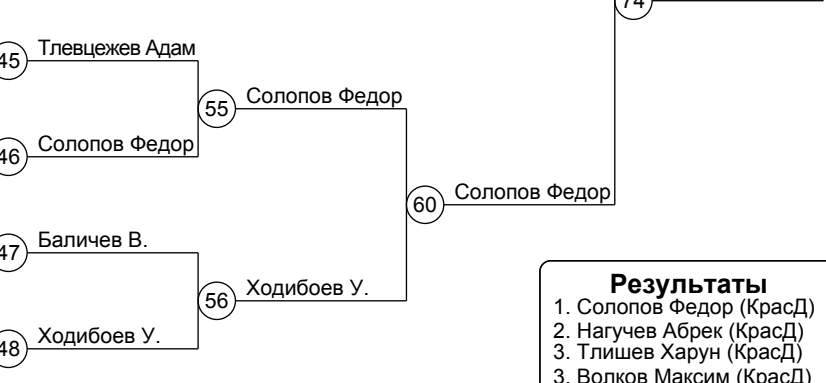 74
45 Тлевцежев Адам
55 Солопов Федор
46 Солопов Федор
60 Солопов Федор
47 Баличев В.
56 Ходибоев У.
48 Ходибоев У.
Результаты
1. Солопов Федор (КрасД)
2. Нагучев Абрек (КрасД)
3. Тлишев Харун (КрасД)
3. Волков Максим (КрасД)